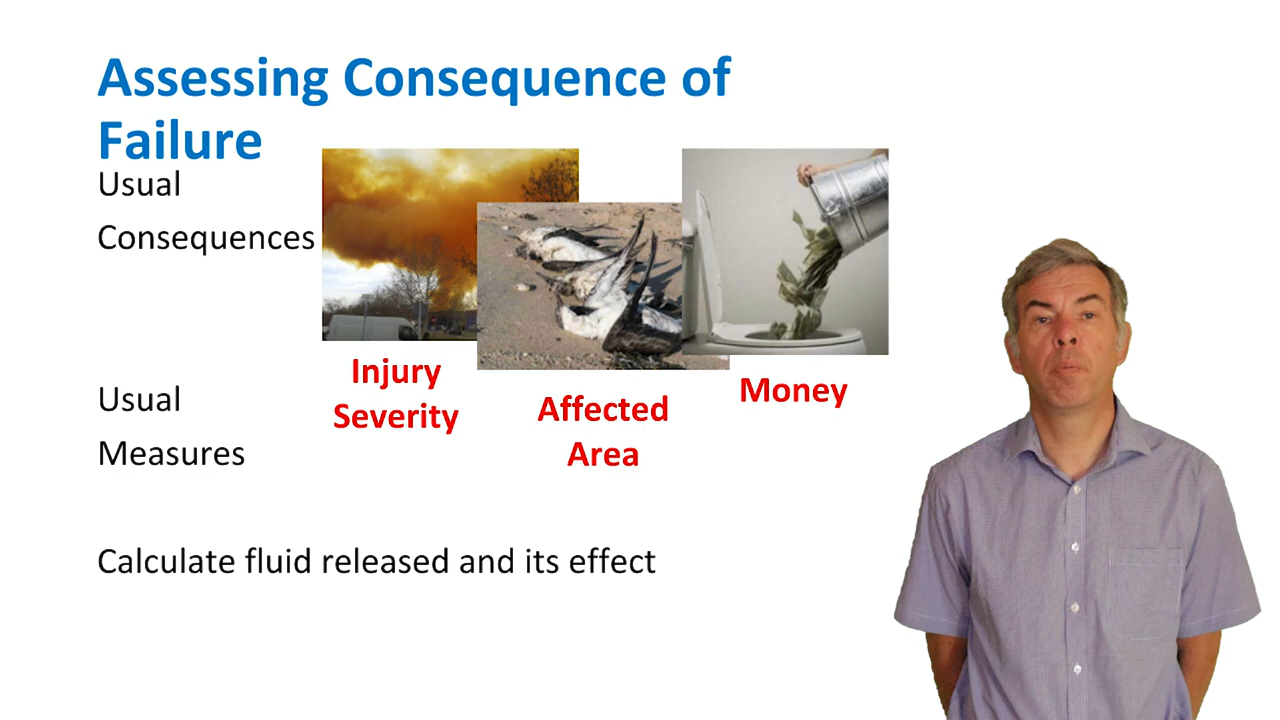 Assessing Consequence of
Failure
Usual
Consequences
Injury
Severity
Affected
Area
Money
Usual
Measures
Calculate fluid released and its effect